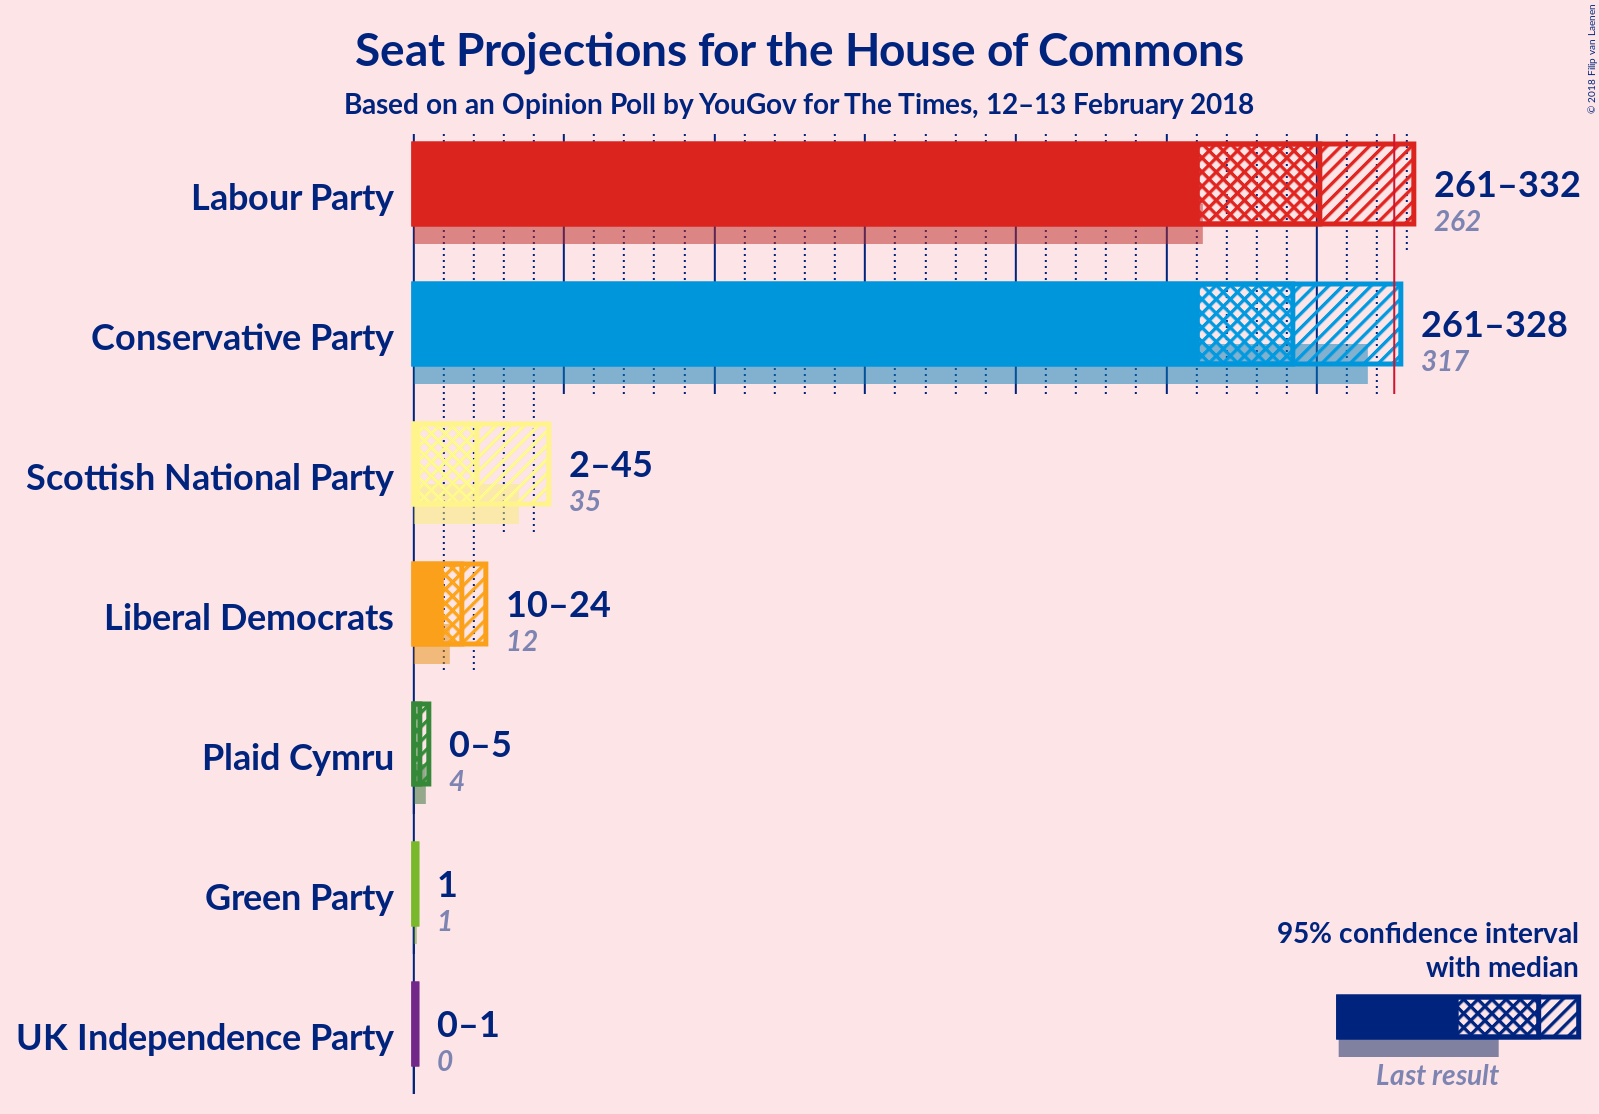 Seat Projections for the House of Commons
Based on an Opinion Poll by YouGov for The Times, 12–13 February 2018
© 2018 Filip van Laenen
Labour Party
261–332
262
Conservative Party
261–328
317
Scottish National Party
2–45
35
Liberal Democrats
10–24
12
Plaid Cymru
0–5
4
Green Party
1
1
UK Independence Party
0–1
0
95% confidence interval
with median
Last result